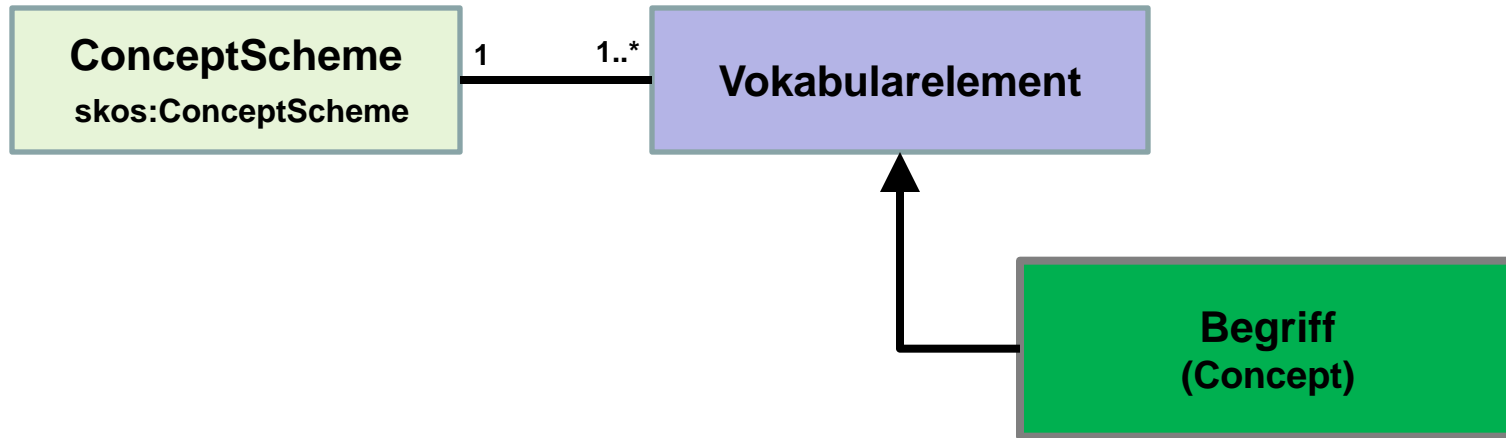 ConceptScheme
skos:ConceptScheme
1
1..*
Vokabularelement
Begriff
(Concept)